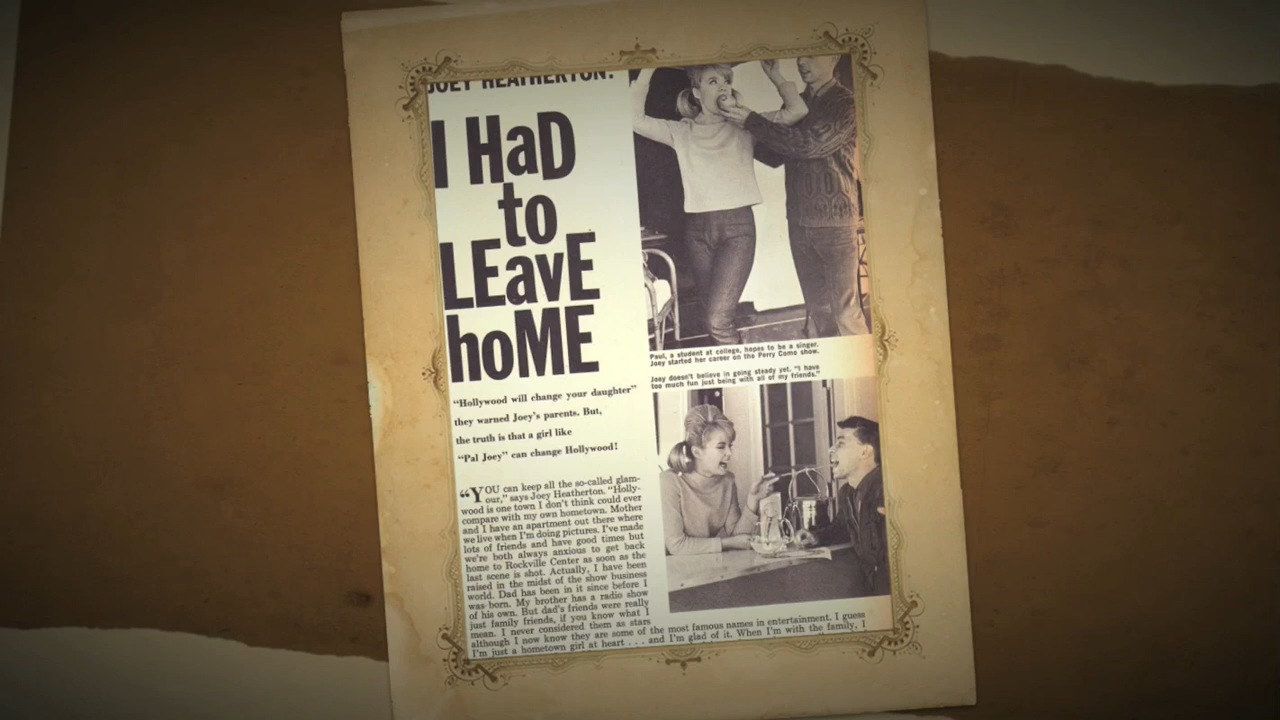 JOEY HEATHERTON:
I HaD
to
LEavE
hoME
"Hollywood will change your daughter"
they warned Joey's parents. But,
the truth is that a girl like
"Pal Joey" can change Hollywood!
"YOU can keep all the so-called glam-
our," says Joey Heatherton. "Holly-
wood is one town I don't think could ever
compare with my own hometown. Mother
and I have an apartment out there where
we live when I'm doing pictures. I've made
lots of friends and have good times but
we're both always anxious to get back
home to Rockville Center as soon as the
last scene is shot. Actually, I have been
raised in the midst of the show business
world. Dad has been in it since before I
was born. My brother has a radio show
of his own. But dad's friends were really
just family friends, if you know what I
mean. I never considered them as stars
although I now know they are some of the most famous names in entertainment. I guess
I'm just a hometown girl at heart . . . and I'm glad of it. When I'm with the family, I
Paul, a student at college, hopes to be a singer.
Joey started her career on the Perry Como show.
Joey doesn't believe in going steady yet. "I have
too much fun just being with all of my friends."